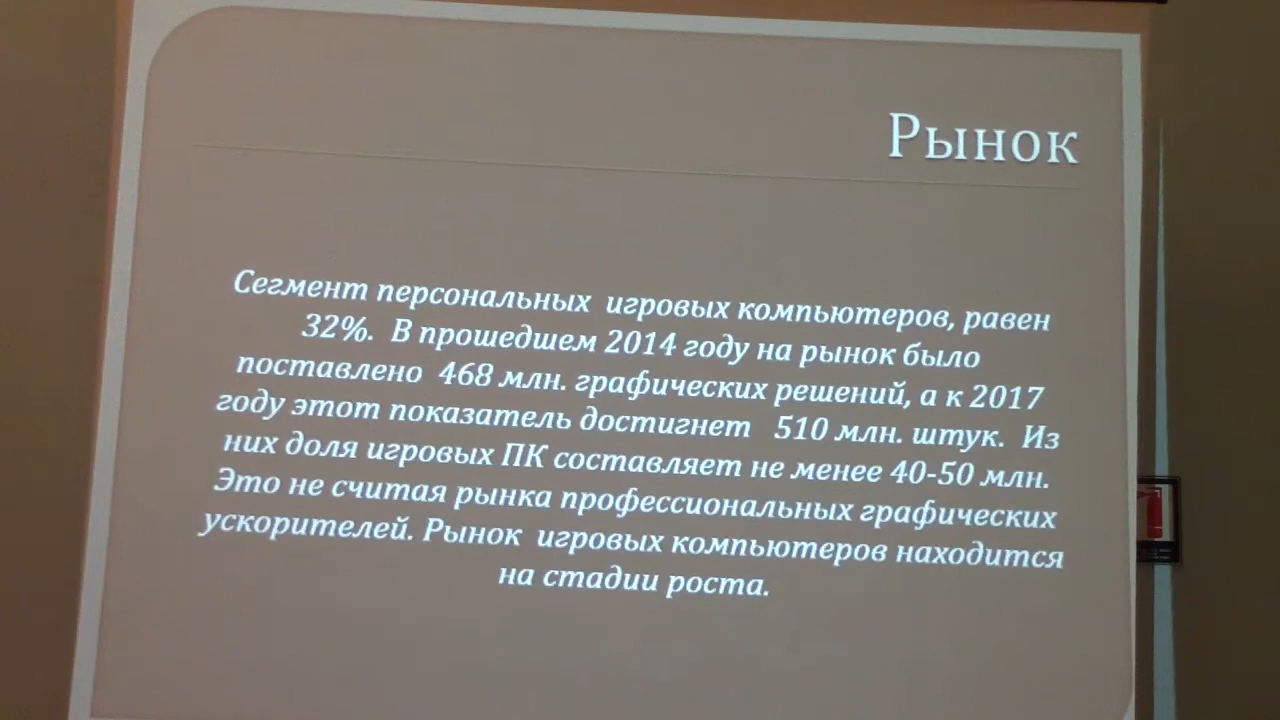 Рынок
Сегмент персональных игровых компьютеров, равен
32%. В прошедшем 2014 году на рынок было
поставлено 468 млн. графических решений, а к 2017
году этот показатель достигнет 510 млн. штук. Из
них доля игровых ПК составляет не менее 40-50 млн.
Это не считая рынка профессиональных графических
ускорителей. Рынок игровых компьютеров находится
на стадии роста.